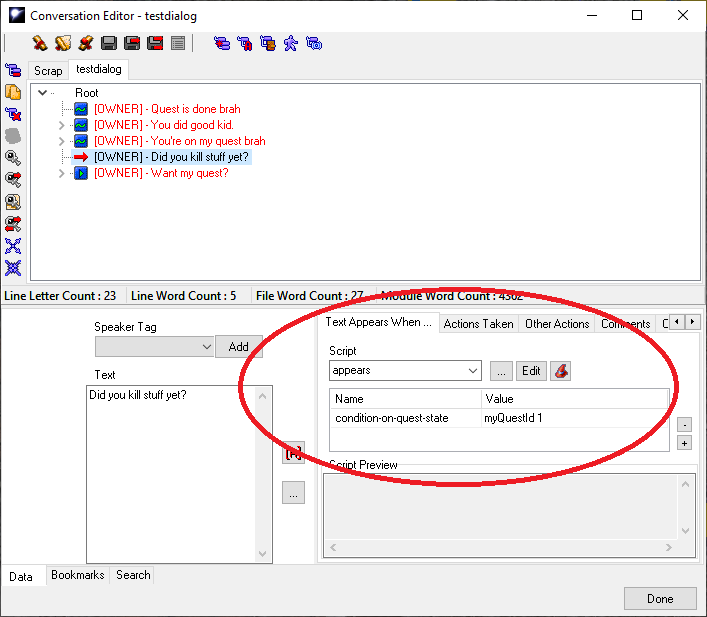 Conversation Editor - testdialog
Scrap
testdialog
Root
[OWNER] - Quest is done brah
[OWNER] - You did good kid.
[OWNER] - You're on my quest brah
[OWNER] - Did you kill stuff yet?
[OWNER] - Want my quest?
Line Letter Count : 23
Line Word Count : 5
File Word Count : 27
Module Word Count : 4302
Speaker Tag
Add
Text
Did you kill stuff yet?
...
Text Appears When ...
Actions Taken
Other Actions
Comments
Script
appears
...
Edit
Name
Value
condition-on-quest-state
myQuestId 1
-
+
Script Preview
Data
Bookmarks
Search
Done